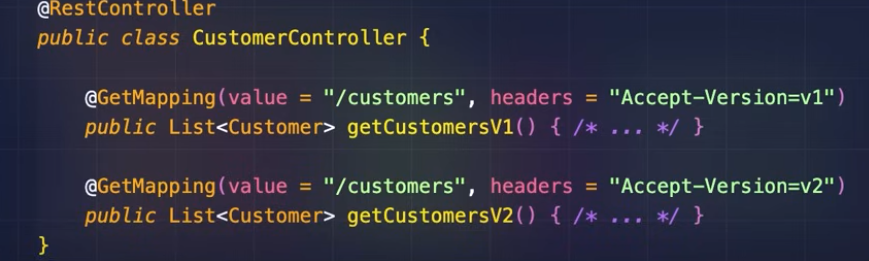 @RestController
public class CustomerController {
@GetMapping(value = "/customers", headers = "Accept-Version=v1")
public List<Customer> getCustomersV1() { /* ... */ }
@GetMapping(value = "/customers", headers = "Accept-Version=v2")
public List<Customer> getCustomersV2() { /* ... */ }
}